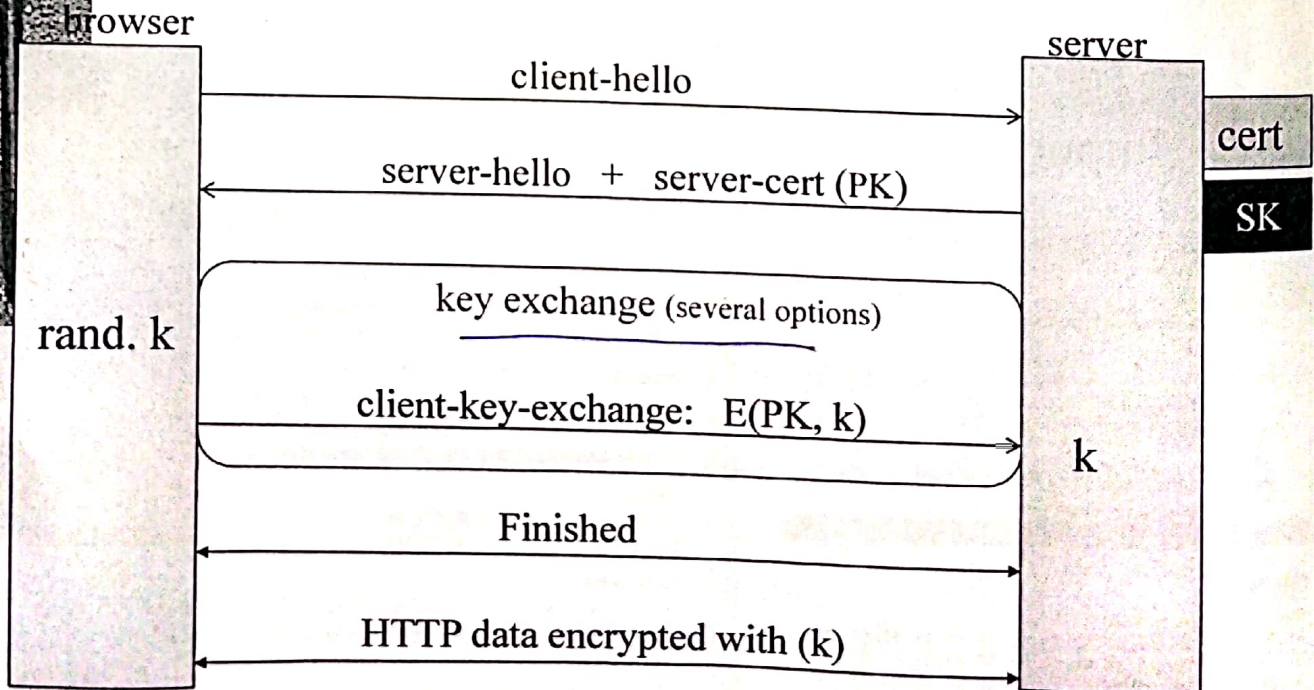 browser
server
client-hello
cert
server-hello + server-cert (PK)
SK
key exchange (several options)
rand. k
client-key-exchange: E(PK, k)
k
Finished
HTTP data encrypted with (k)